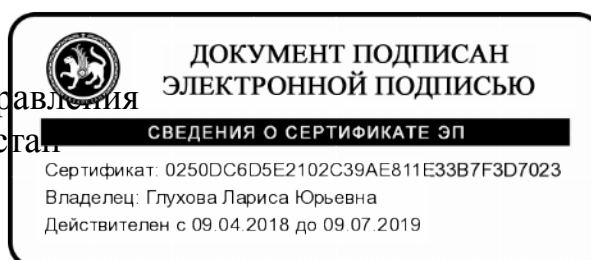 ДОКУМЕНТ ПОДПИСАН
ЭЛЕКТРОННОЙ ПОДПИСЬЮ
СВЕДЕНИЯ О СЕРТИФИКАТЕ ЭП
Сертификат: 0250DC6D5E2102C39AE811E33B7F3D7023
Владелец: Глухова Лариса Юрьевна
Действителен с 09.04.2018 до 09.07.2019